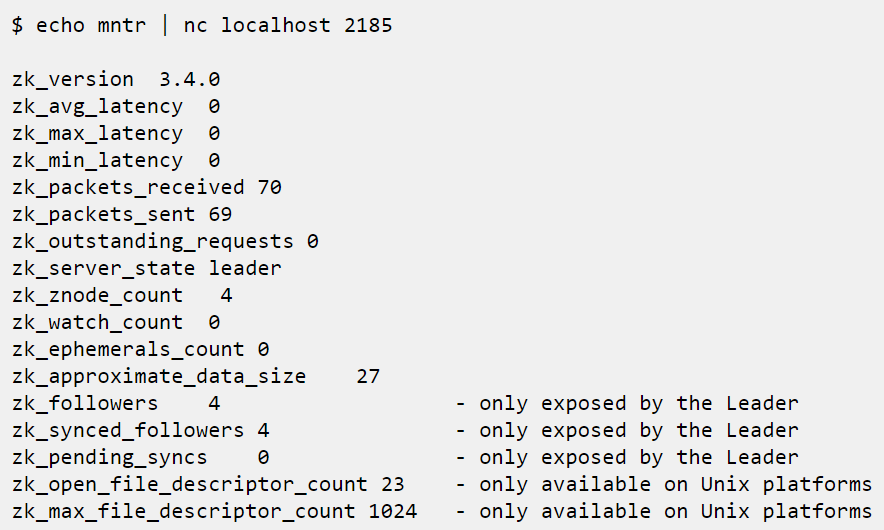 $ echo mntr | nc localhost 2185
zk_version  3.4.0
zk_avg_latency  0
zk_max_latency  0
zk_min_latency  0
zk_packets_received 70
zk_packets_sent 69
zk_outstanding_requests 0
zk_server_state leader
zk_znode_count   4
zk_watch_count  0
zk_ephemerals_count 0
zk_approximate_data_size    27
zk_followers    4                   - only exposed by the Leader
zk_synced_followers 4               - only exposed by the Leader
zk_pending_syncs    0               - only exposed by the Leader
zk_open_file_descriptor_count 23    - only available on Unix platforms
zk_max_file_descriptor_count 1024   - only available on Unix platforms